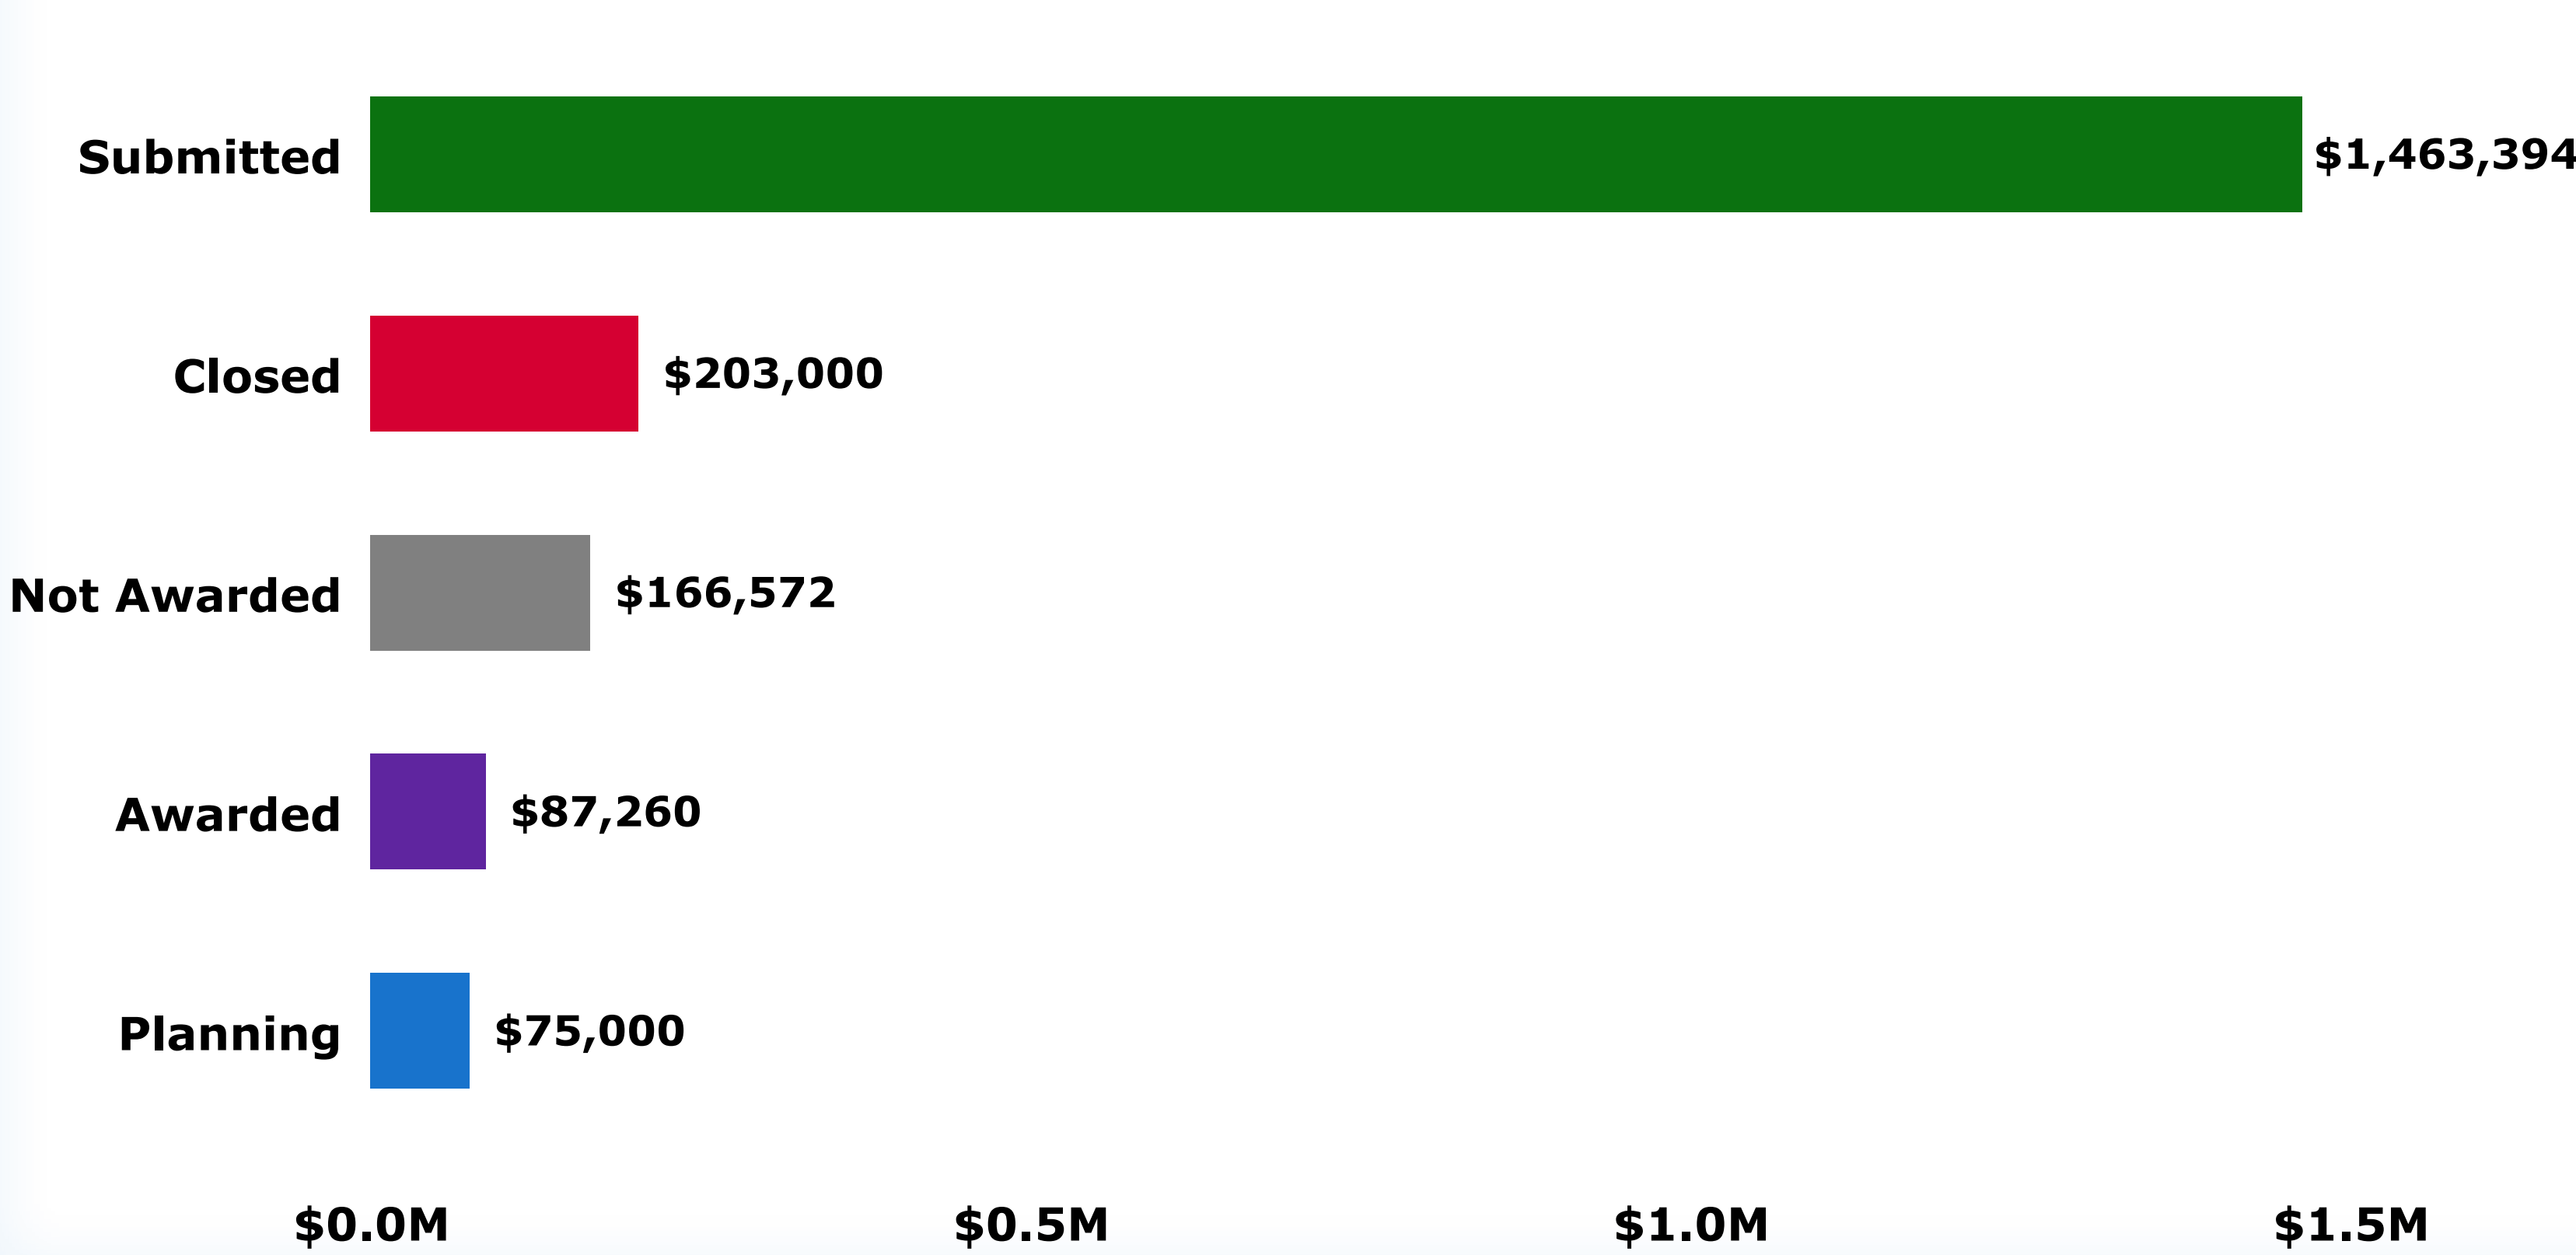 Submitted $1,463,394
Closed $203,000
Not Awarded $166,572
Awarded $87,260
Planning $75,000
$0.0M $0.5M $1.0M $1.5M